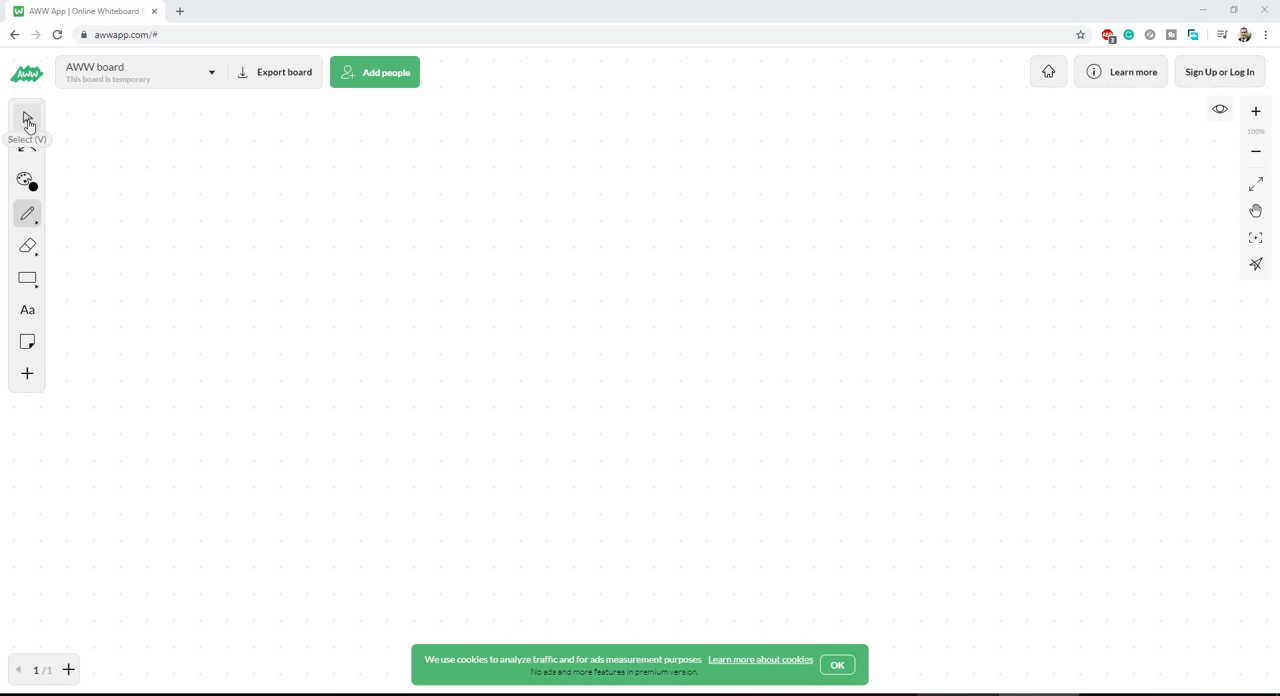 AWW App | Online Whiteboard
awwapp.com/#
3
AWW
AWW board
This board is temporary
Export board
Add people
Learn more
Sign Up or Log In
Select (V)
100%
Aa
1 /1
We use cookies to analyze traffic and for ads measurement purposes Learn more about cookies
No ads and more features in premium version.
OK